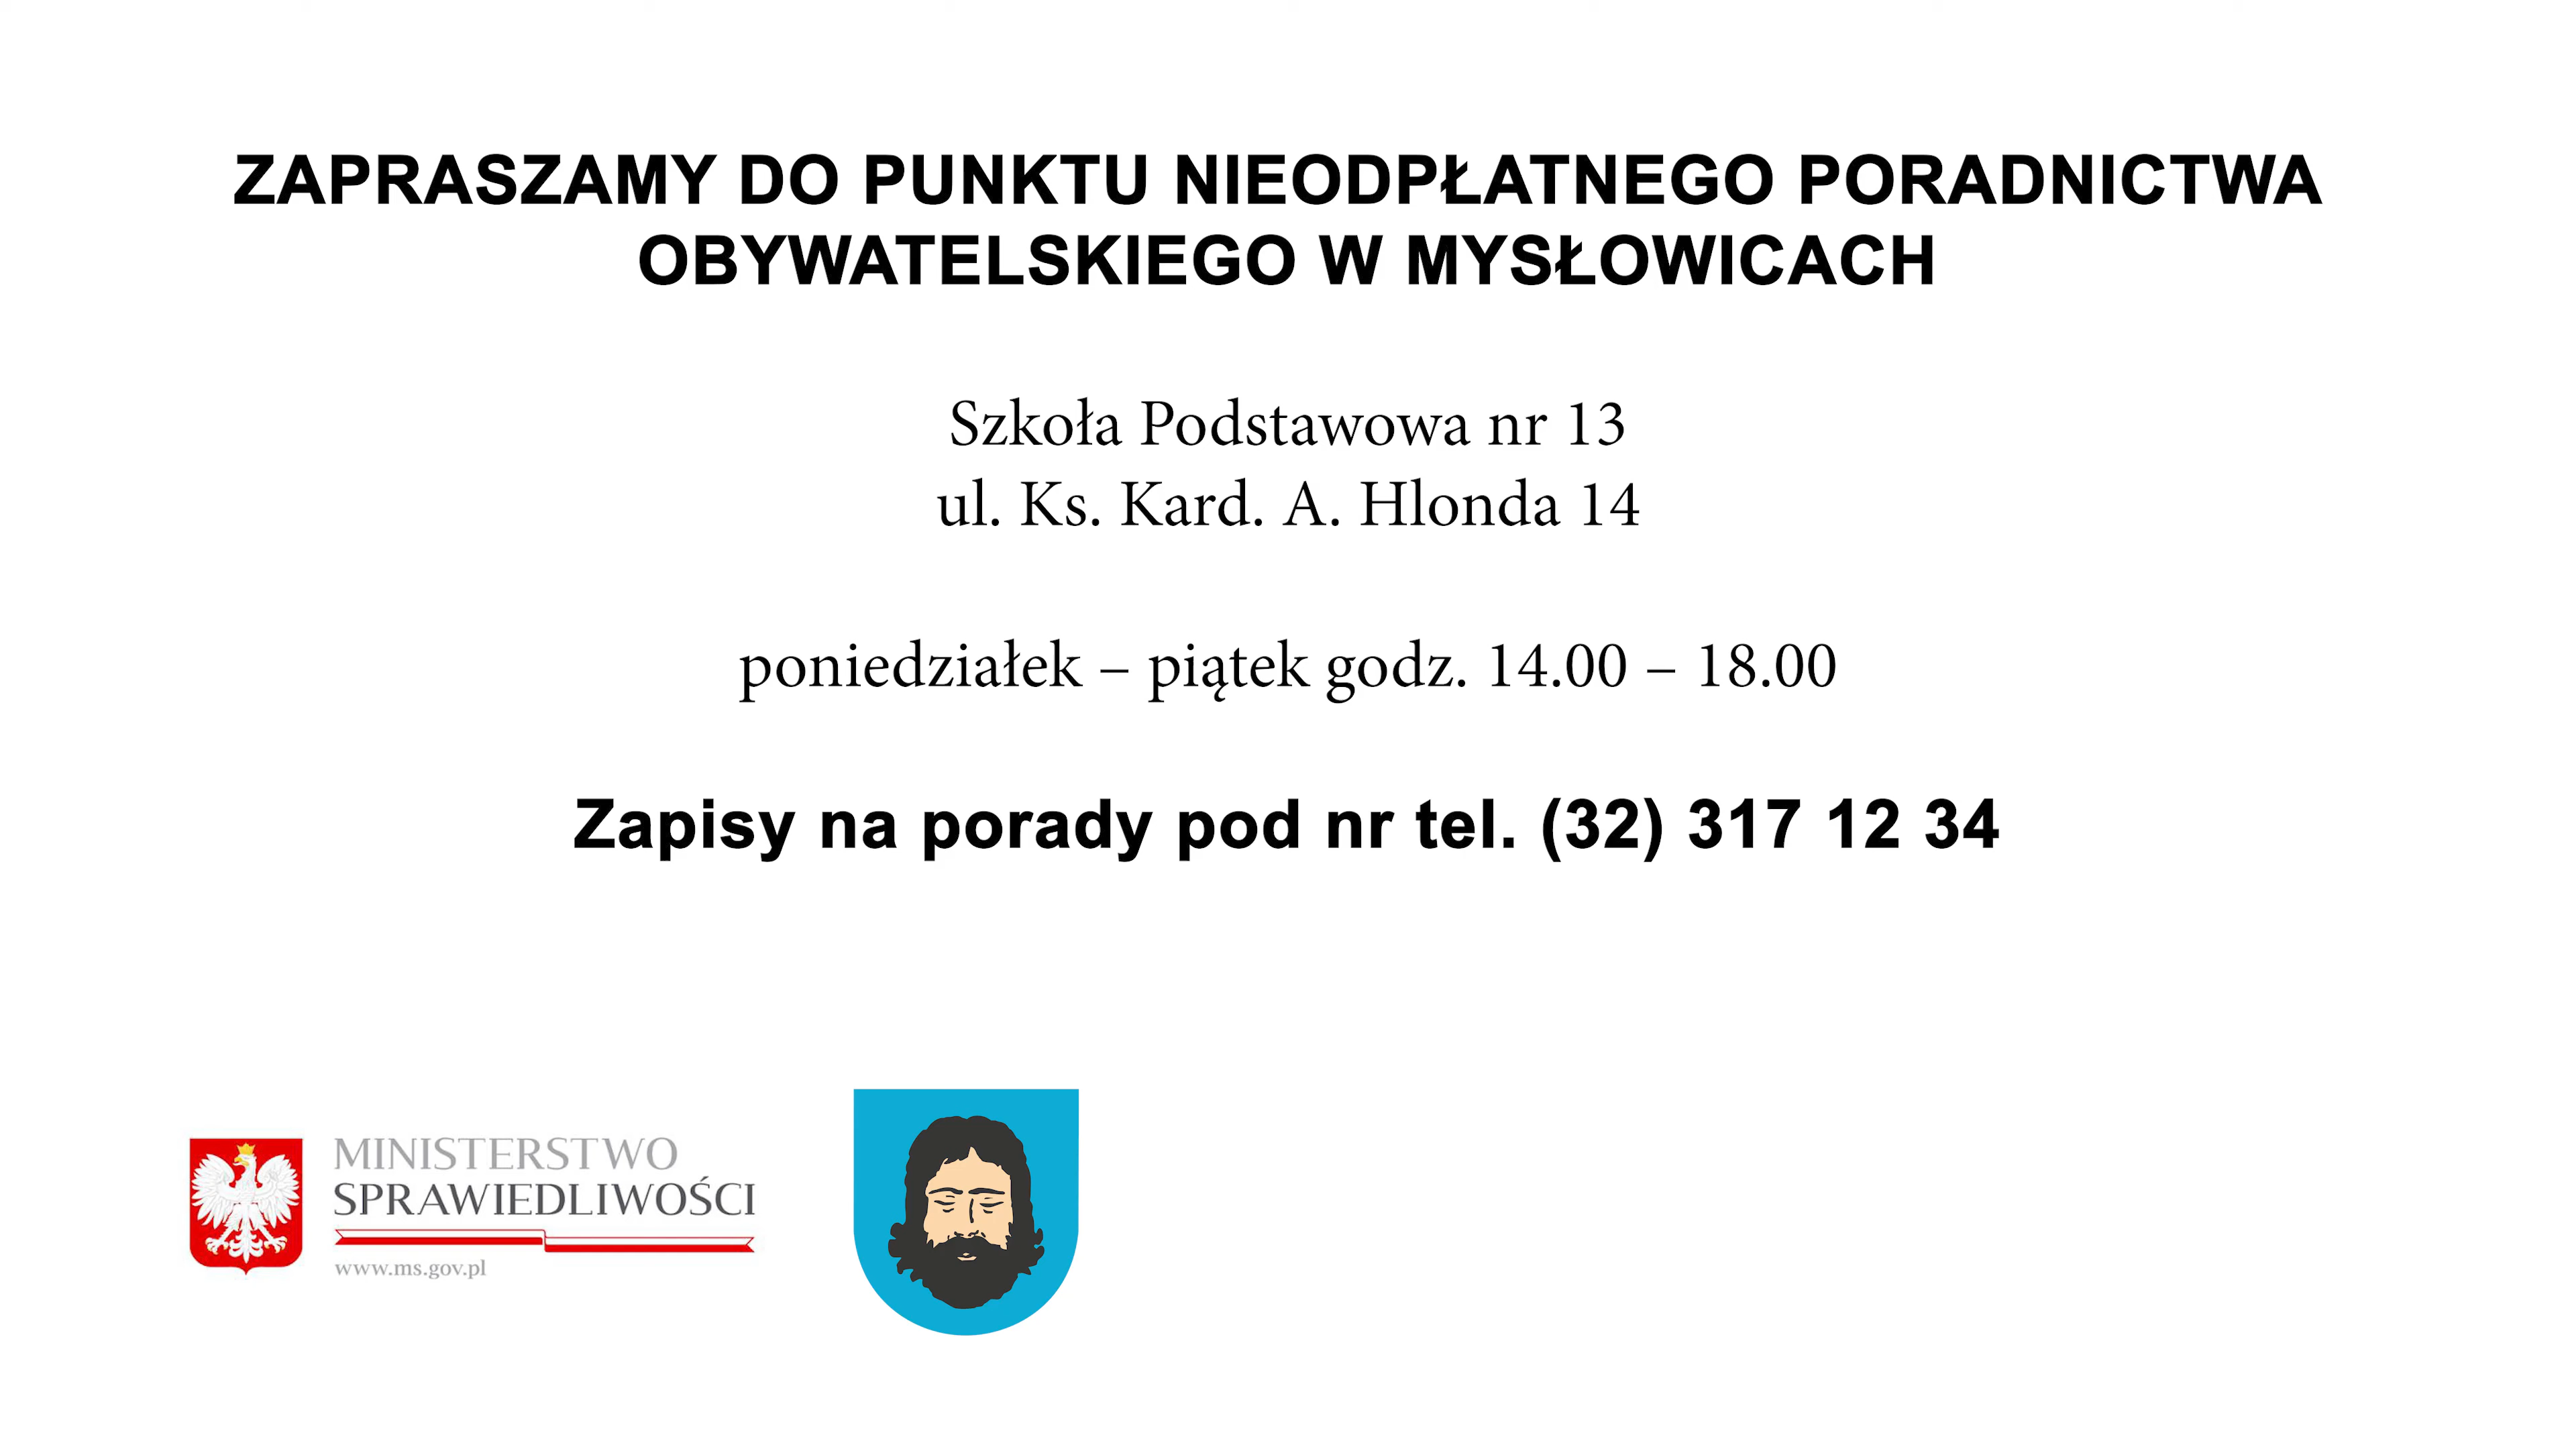 ZAPRASZAMY DO PUNKTU NIEODPŁATNEGO PORADNICTWA
OBYWATELSKIEGO W MYSŁOWICACH
Szkoła Podstawowa nr 13
ul. Ks. Kard. A. Hlonda 14
poniedziałek – piątek godz. 14.00 – 18.00
Zapisy na porady pod nr tel. (32) 317 12 34
MINISTERSTWO
SPRAWIEDLIWOŚCI
www.ms.gov.pl